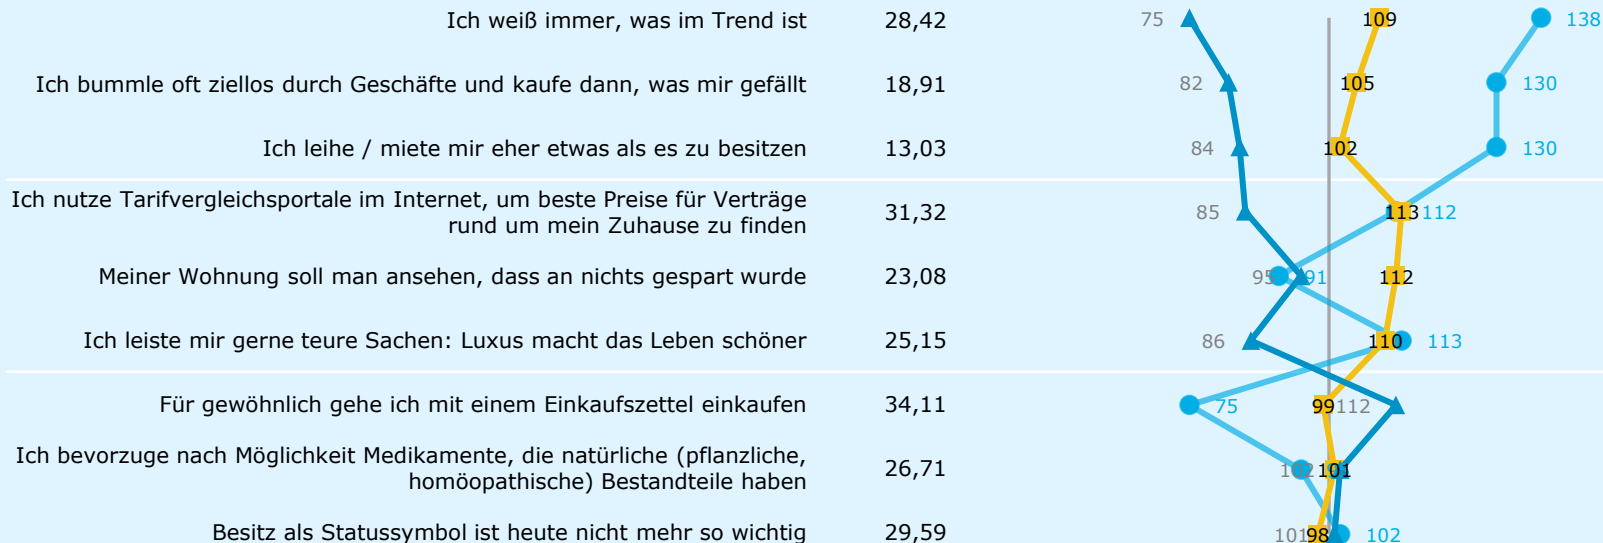 Ich weiß immer, was im Trend ist 28,42 75 109 138
Ich bummle oft ziellos durch Geschäfte und kaufe dann, was mir gefällt 18,91 82 105 130
Ich leihe / miete mir eher etwas als es zu besitzen 13,03 84 102 130
Ich nutze Tarifvergleichsportale im Internet, um beste Preise für Verträge
rund um mein Zuhause zu finden 31,32 85 113 112
Meiner Wohnung soll man ansehen, dass an nichts gespart wurde 23,08 95 91 112
Ich leiste mir gerne teure Sachen: Luxus macht das Leben schöner 25,15 86 110 113
Für gewöhnlich gehe ich mit einem Einkaufszettel einkaufen 34,11 75 99 112
Ich bevorzuge nach Möglichkeit Medikamente, die natürliche (pflanzliche,
homöopathische) Bestandteile haben 26,71 102 101
Besitz als Statussymbol ist heute nicht mehr so wichtig 29,59 101 98 102